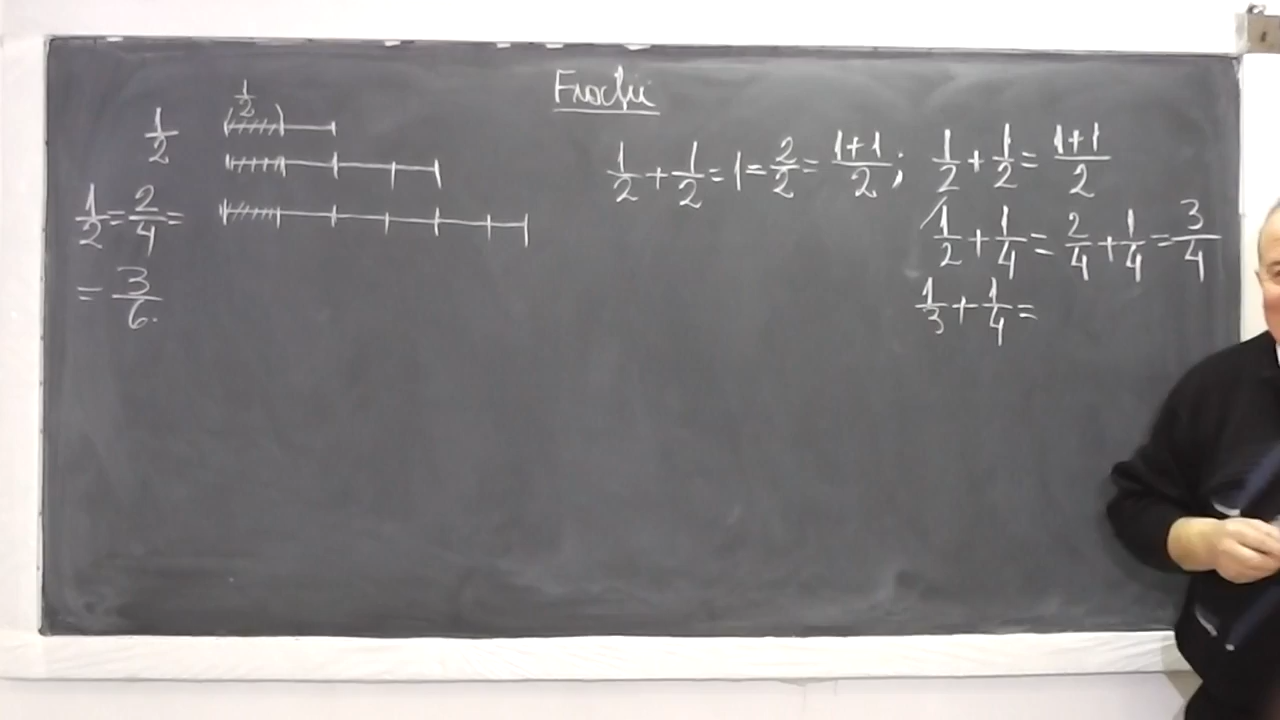 Fracții
1/2
1/2
1/2 = 2/4 =
= 3/6.
1/2 + 1/2 = 1 = 2/2 = (1+1)/2 ; 1/2 + 1/2 = (1+1)/2
1/2 + 1/4 = 2/4 + 1/4 = 3/4
1/3 + 1/4 =